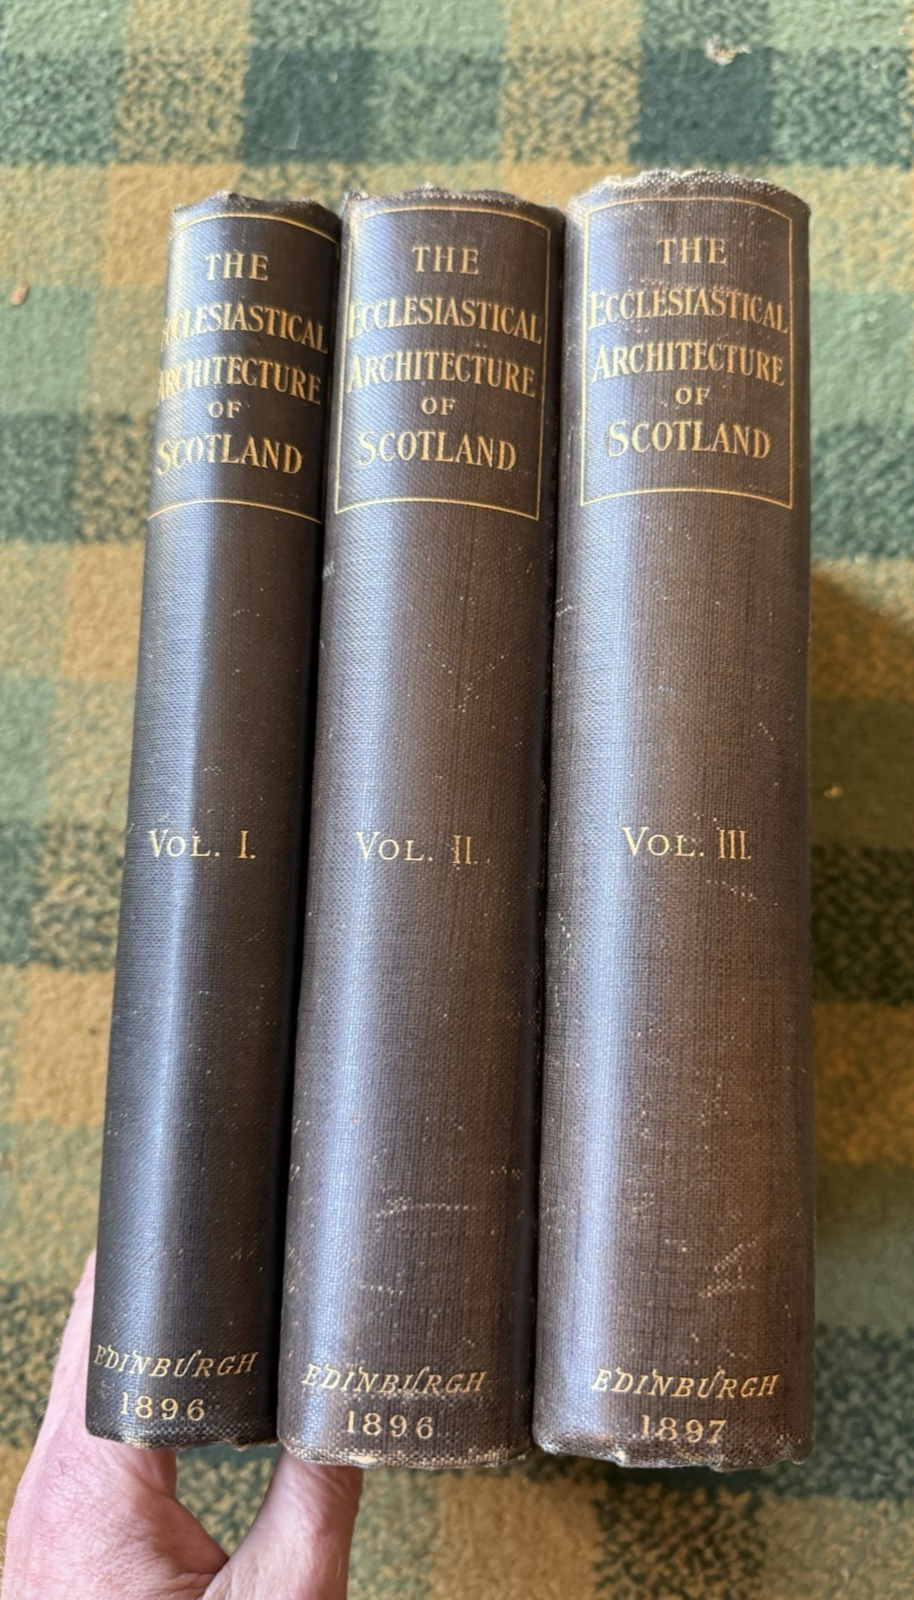 THE
ECCLESIASTICAL
ARCHITECTURE
OF
SCOTLAND
VOL. I.
EDINBURGH
1896
THE
ECCLESIASTICAL
ARCHITECTURE
OF
SCOTLAND
VOL. II.
EDINBURGH
1896
THE
ECCLESIASTICAL
ARCHITECTURE
OF
SCOTLAND
VOL. III.
EDINBURGH
1897